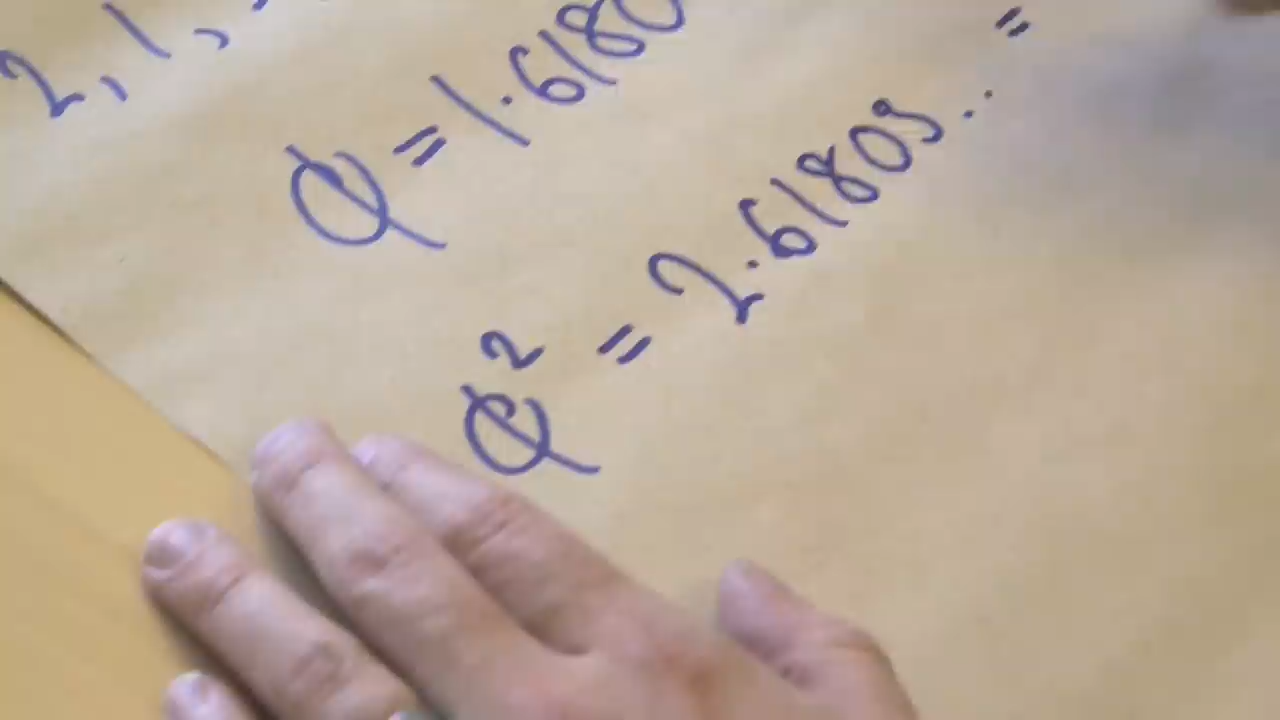 2, 1,
φ = 1.6180
φ² = 2.61803.. =